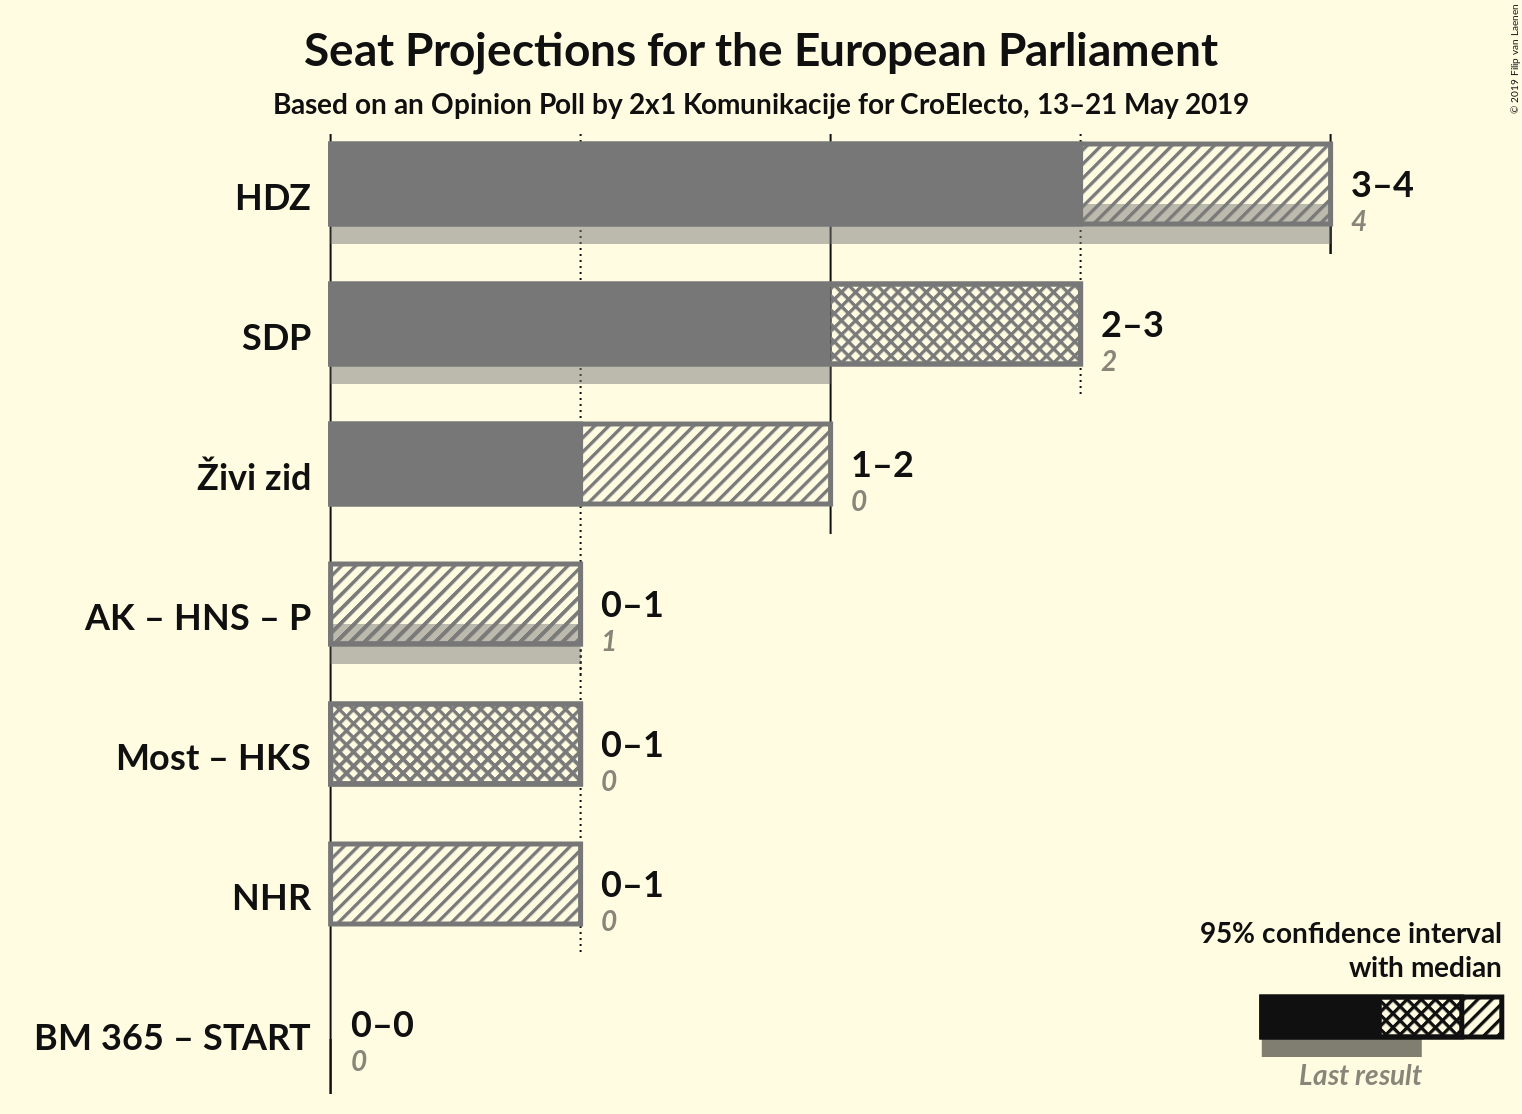 Seat Projections for the European Parliament
Based on an Opinion Poll by 2x1 Komunikacije for CroElecto, 13–21 May 2019
© 2019 Filip van Laenen
HDZ
3–4
4
SDP
2–3
2
Živi zid
1–2
0
AK – HNS – P
0–1
1
Most – HKS
0–1
0
NHR
0–1
0
BM 365 – START
0–0
0
95% confidence interval
with median
Last result